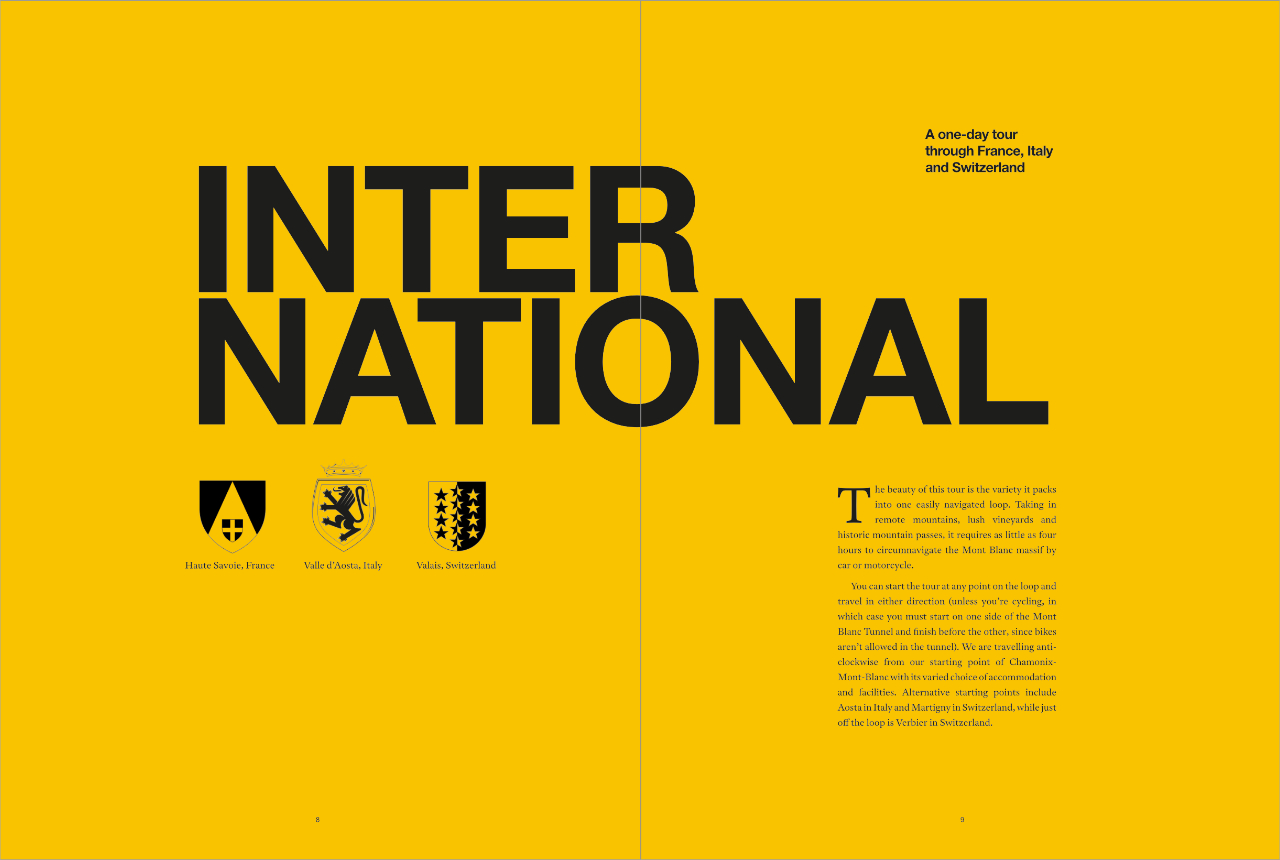 A one-day tour
through France, Italy
and Switzerland
INTER
NATIONAL
Haute Savoie, France
Valle d'Aosta, Italy
Valais, Switzerland
The beauty of this tour is the variety it packs
into one easily navigated loop. Taking in
remote mountains, lush vineyards and
historic mountain passes, it requires as little as four
hours to circumnavigate the Mont Blanc massif by
car or motorcycle.
You can start the tour at any point on the loop and
travel in either direction (unless you're cycling, in
which case you must start on one side of the Mont
Blanc Tunnel and finish before the other, since bikes
aren't allowed in the tunnel). We are travelling anti-
clockwise from our starting point of Chamonix-
Mont-Blanc with its varied choice of accommodation
and facilities. Alternative starting points include
Aosta in Italy and Martigny in Switzerland, while just
off the loop is Verbier in Switzerland.
8
9